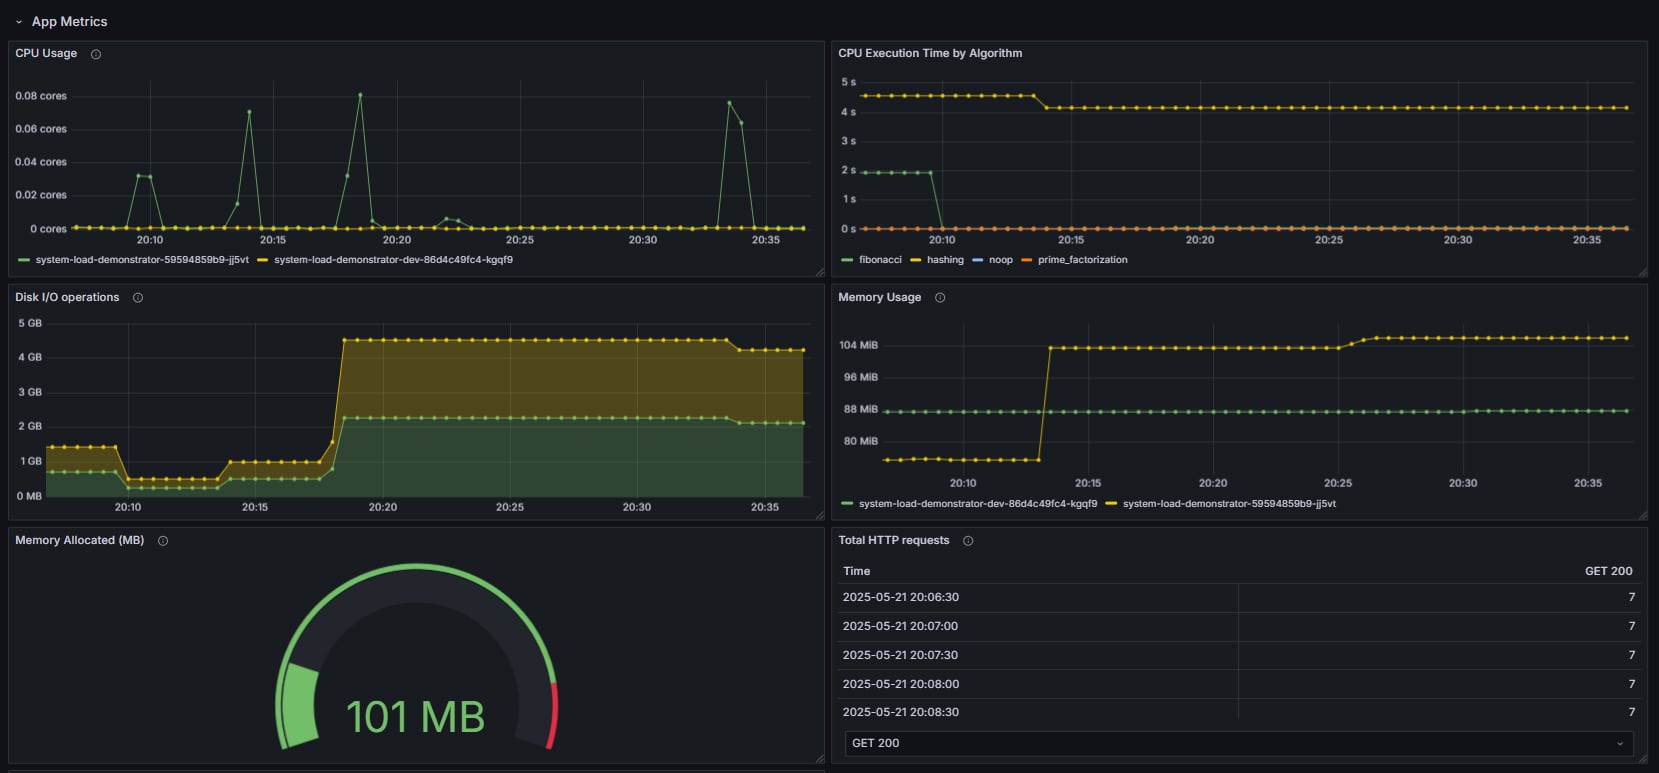 App Metrics
CPU Usage
0.08 cores
0.06 cores
0.04 cores
0.02 cores
0 cores
20:10 20:15 20:20 20:25 20:30 20:35
system-load-demonstrator-59594859b9-jj5vt system-load-demonstrator-dev-86d4c49fc4-kgqf9
CPU Execution Time by Algorithm
5 s
4 s
3 s
2 s
1 s
0 s
20:10 20:15 20:20 20:25 20:30 20:35
fibonacci hashing noop prime_factorization
Disk I/O operations
5 GB
4 GB
3 GB
2 GB
1 GB
0 MB
20:10 20:15 20:20 20:25 20:30 20:35
Memory Usage
104 MiB
96 MiB
88 MiB
80 MiB
20:10 20:15 20:20 20:25 20:30 20:35
system-load-demonstrator-dev-86d4c49fc4-kgqf9 system-load-demonstrator-59594859b9-jj5vt
Memory Allocated (MB)
101 MB
Total HTTP requests
Time GET 200
2025-05-21 20:06:30 7
2025-05-21 20:07:00 7
2025-05-21 20:07:30 7
2025-05-21 20:08:00 7
2025-05-21 20:08:30 7
GET 200